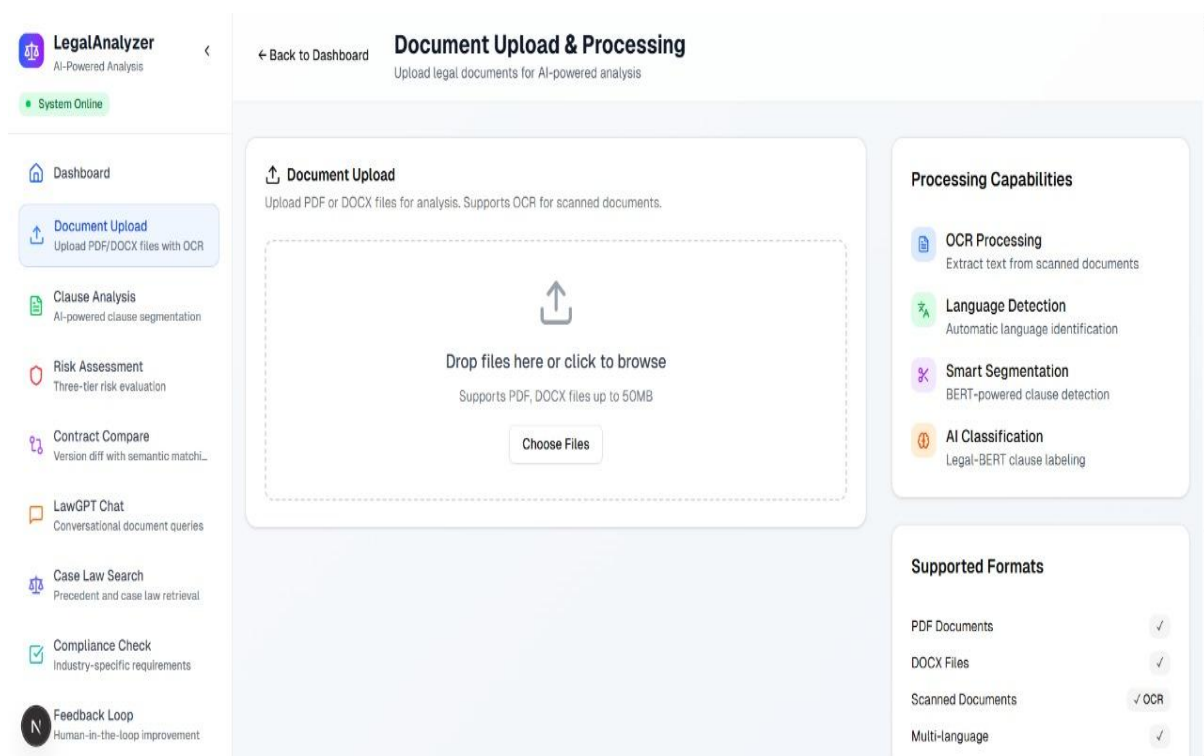 LegalAnalyzer
AI-Powered Analysis
System Online
Dashboard
Document Upload
Upload PDF/DOCX files with OCR
Clause Analysis
AI-powered clause segmentation
Risk Assessment
Three-tier risk evaluation
Contract Compare
Version diff with semantic matchi...
LawGPT Chat
Conversational document queries
Case Law Search
Precedent and case law retrieval
Compliance Check
Industry-specific requirements
N
Feedback Loop
Human-in-the-loop improvement
← Back to Dashboard
Document Upload & Processing
Upload legal documents for AI-powered analysis
Document Upload
Upload PDF or DOCX files for analysis. Supports OCR for scanned documents.
Drop files here or click to browse
Supports PDF, DOCX files up to 50MB
Choose Files
Processing Capabilities
OCR Processing
Extract text from scanned documents
Language Detection
Automatic language identification
Smart Segmentation
BERT-powered clause detection
AI Classification
Legal-BERT clause labeling
Supported Formats
PDF Documents ✓
DOCX Files ✓
Scanned Documents ✓ OCR
Multi-language ✓